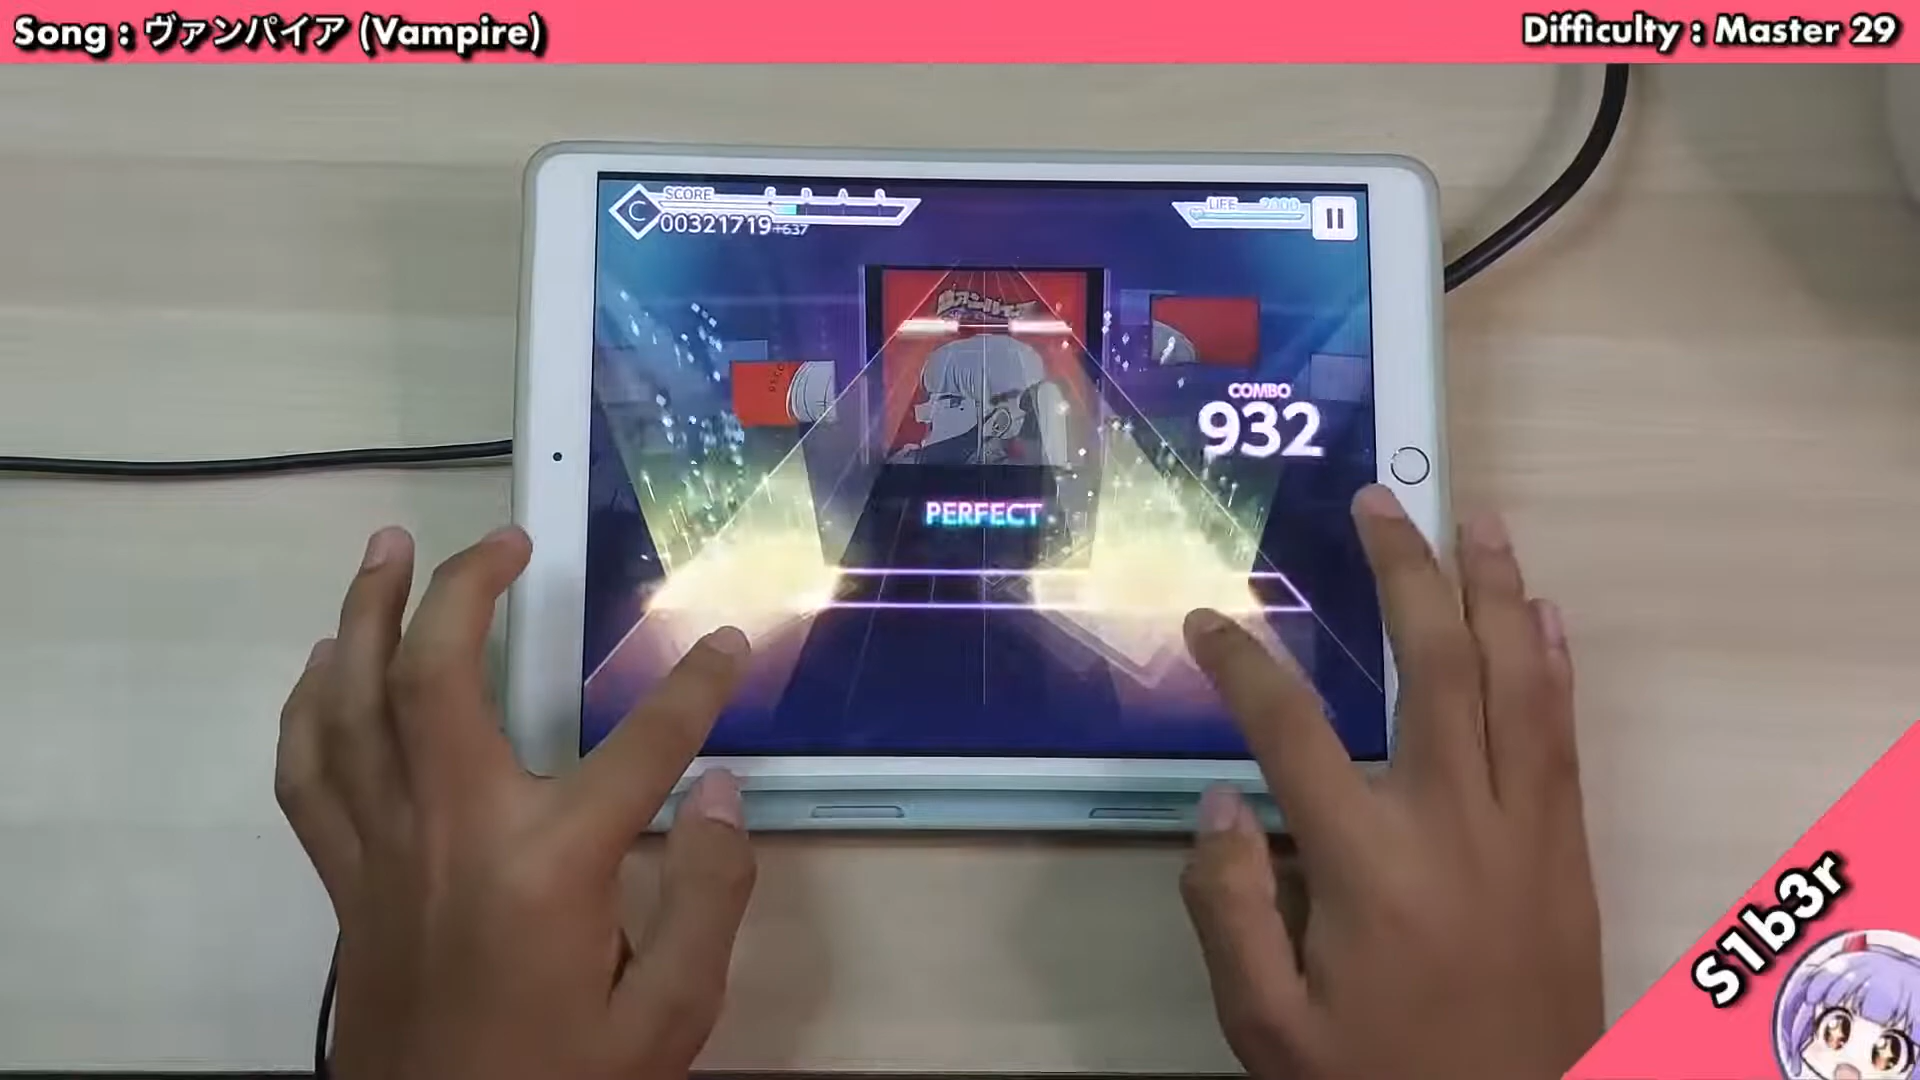 Song : ヴァンパイア (Vampire)
Difficulty : Master 29
SCORE
C B A S
C
00321719
+637
LIFE 2000
COMBO
932
PERFECT
S1b3r